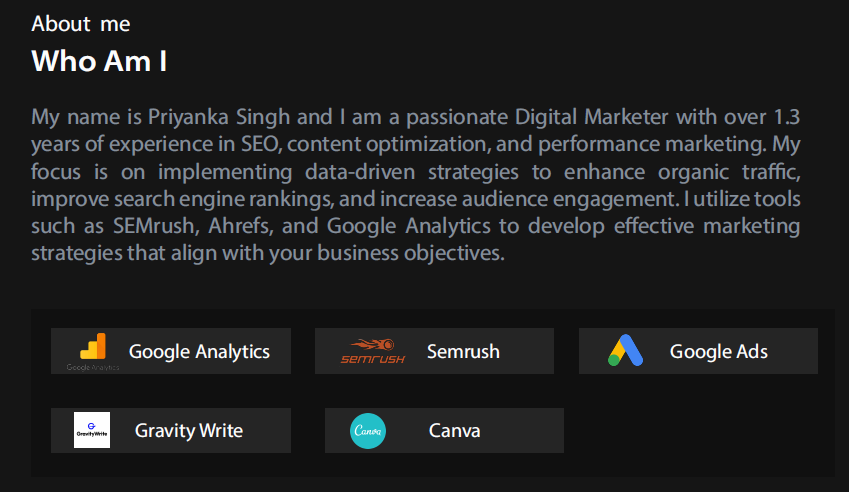 About me
Who Am I
My name is Priyanka Singh and I am a passionate Digital Marketer with over 1.3
years of experience in SEO, content optimization, and performance marketing. My
focus is on implementing data-driven strategies to enhance organic traffic,
improve search engine rankings, and increase audience engagement. I utilize tools
such as SEMrush, Ahrefs, and Google Analytics to develop effective marketing
strategies that align with your business objectives.
Google Analytics Google Analytics
SEMRUSH Semrush
Google Ads
GravityWrite Gravity Write
Canva Canva